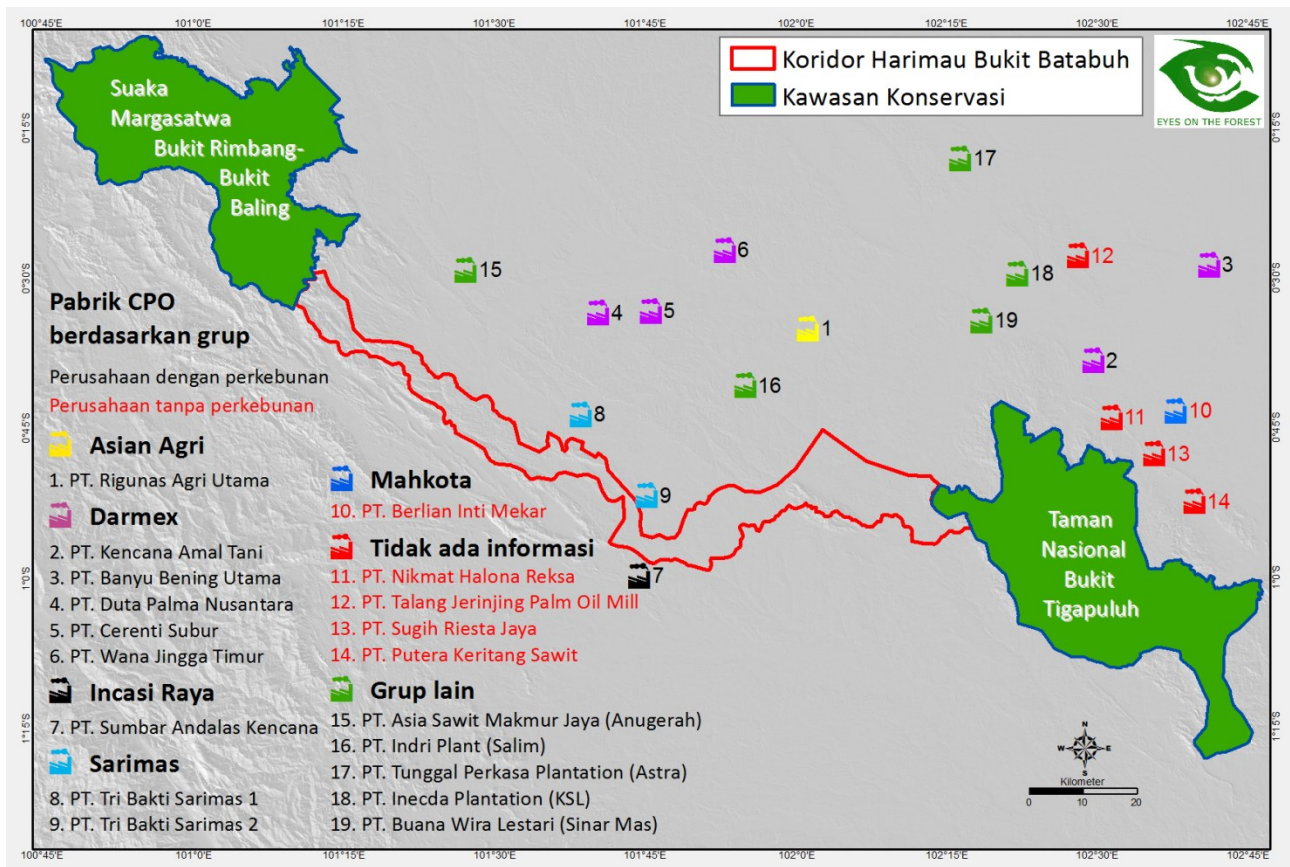 100°45'E 101°0'E 101°15'E 101°30'E 101°45'E 102°0'E 102°15'E 102°30'E 102°45'E
Koridor Harimau Bukit Batabuh
Kawasan Konservasi
EYES ON THE FOREST
Suaka
Margasatwa
Bukit Rimbang-
Bukit
Baling
0°15'S 0°15'S
17
6
12
15
18
3
0°30'S 0°30'S
4
5
19
1
2
16
8
11
10
0°45'S 0°45'S
13
9
14
7
1°0'S 1°0'S
Taman
Nasional
Bukit
Tigapuluh
1°15'S 1°15'S
Pabrik CPO
berdasarkan grup
Perusahaan dengan perkebunan
Perusahaan tanpa perkebunan
Asian Agri
1. PT. Rigunas Agri Utama
Darmex
2. PT. Kencana Amal Tani
3. PT. Banyu Bening Utama
4. PT. Duta Palma Nusantara
5. PT. Cerenti Subur
6. PT. Wana Jingga Timur
Incasi Raya
7. PT. Sumbar Andalas Kencana
Sarimas
8. PT. Tri Bakti Sarimas 1
9. PT. Tri Bakti Sarimas 2
Mahkota
10. PT. Berlian Inti Mekar
Tidak ada informasi
11. PT. Nikmat Halona Reksa
12. PT. Talang Jerinjing Palm Oil Mill
13. PT. Sugih Riesta Jaya
14. PT. Putera Keritang Sawit
Grup lain
15. PT. Asia Sawit Makmur Jaya (Anugerah)
16. PT. Indri Plant (Salim)
17. PT. Tunggal Perkasa Plantation (Astra)
18. PT. Inecda Plantation (KSL)
19. PT. Buana Wira Lestari (Sinar Mas)
N
W E
S
Kilometer
0 10 20
100°45'E 101°0'E 101°15'E 101°30'E 101°45'E 102°0'E 102°15'E 102°30'E 102°45'E